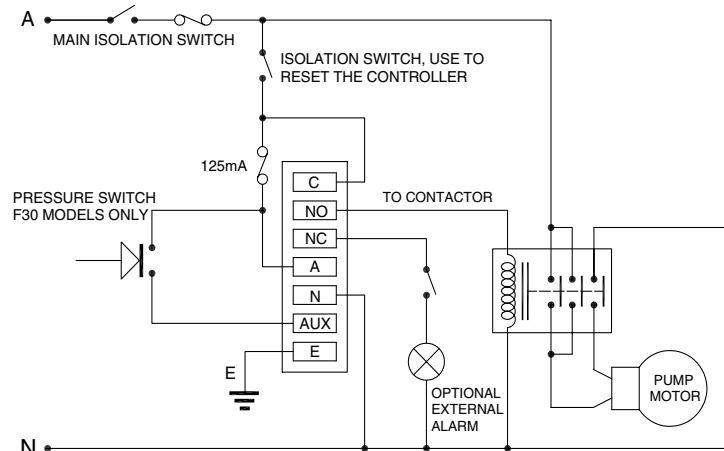 A
MAIN ISOLATION SWITCH
ISOLATION SWITCH, USE TO
RESET THE CONTROLLER
125mA
PRESSURE SWITCH
F30 MODELS ONLY
C
NO
NC
A
N
AUX
E
TO CONTACTOR
E
OPTIONAL
EXTERNAL
ALARM
PUMP
MOTOR
N